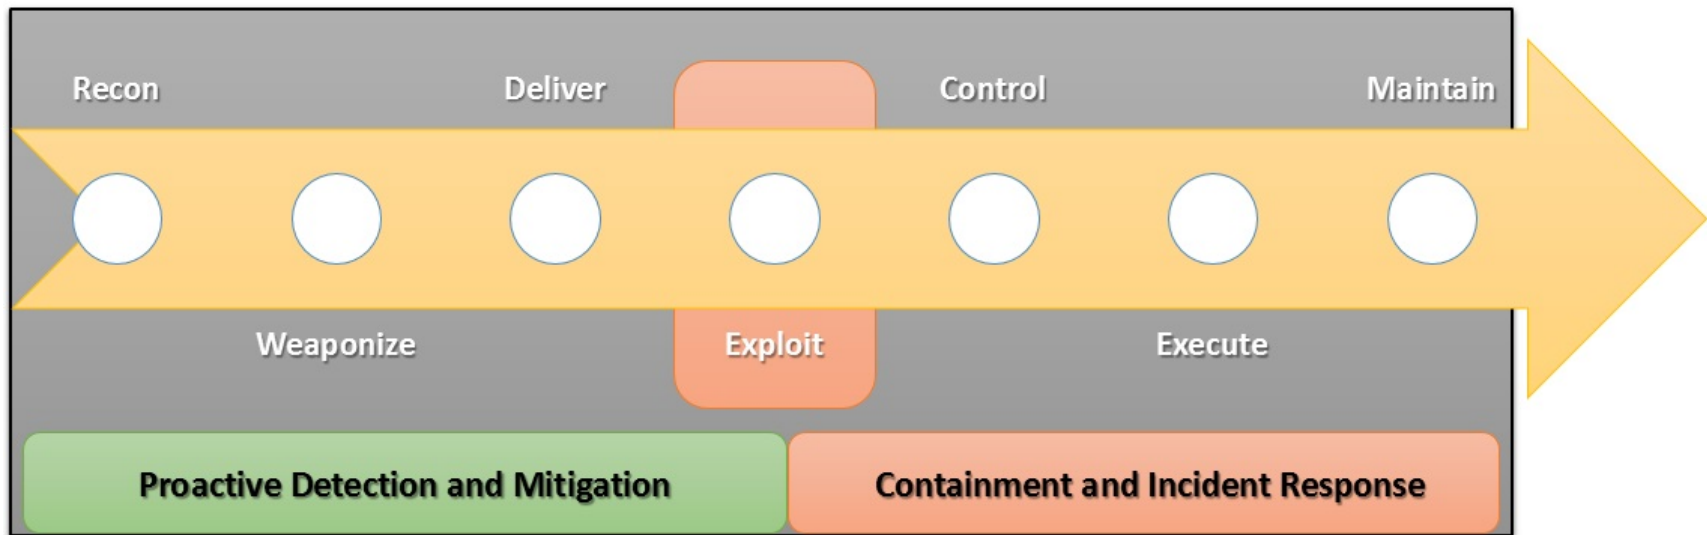 Recon
Deliver
Control
Maintain
Weaponize
Exploit
Execute
Proactive Detection and Mitigation
Containment and Incident Response